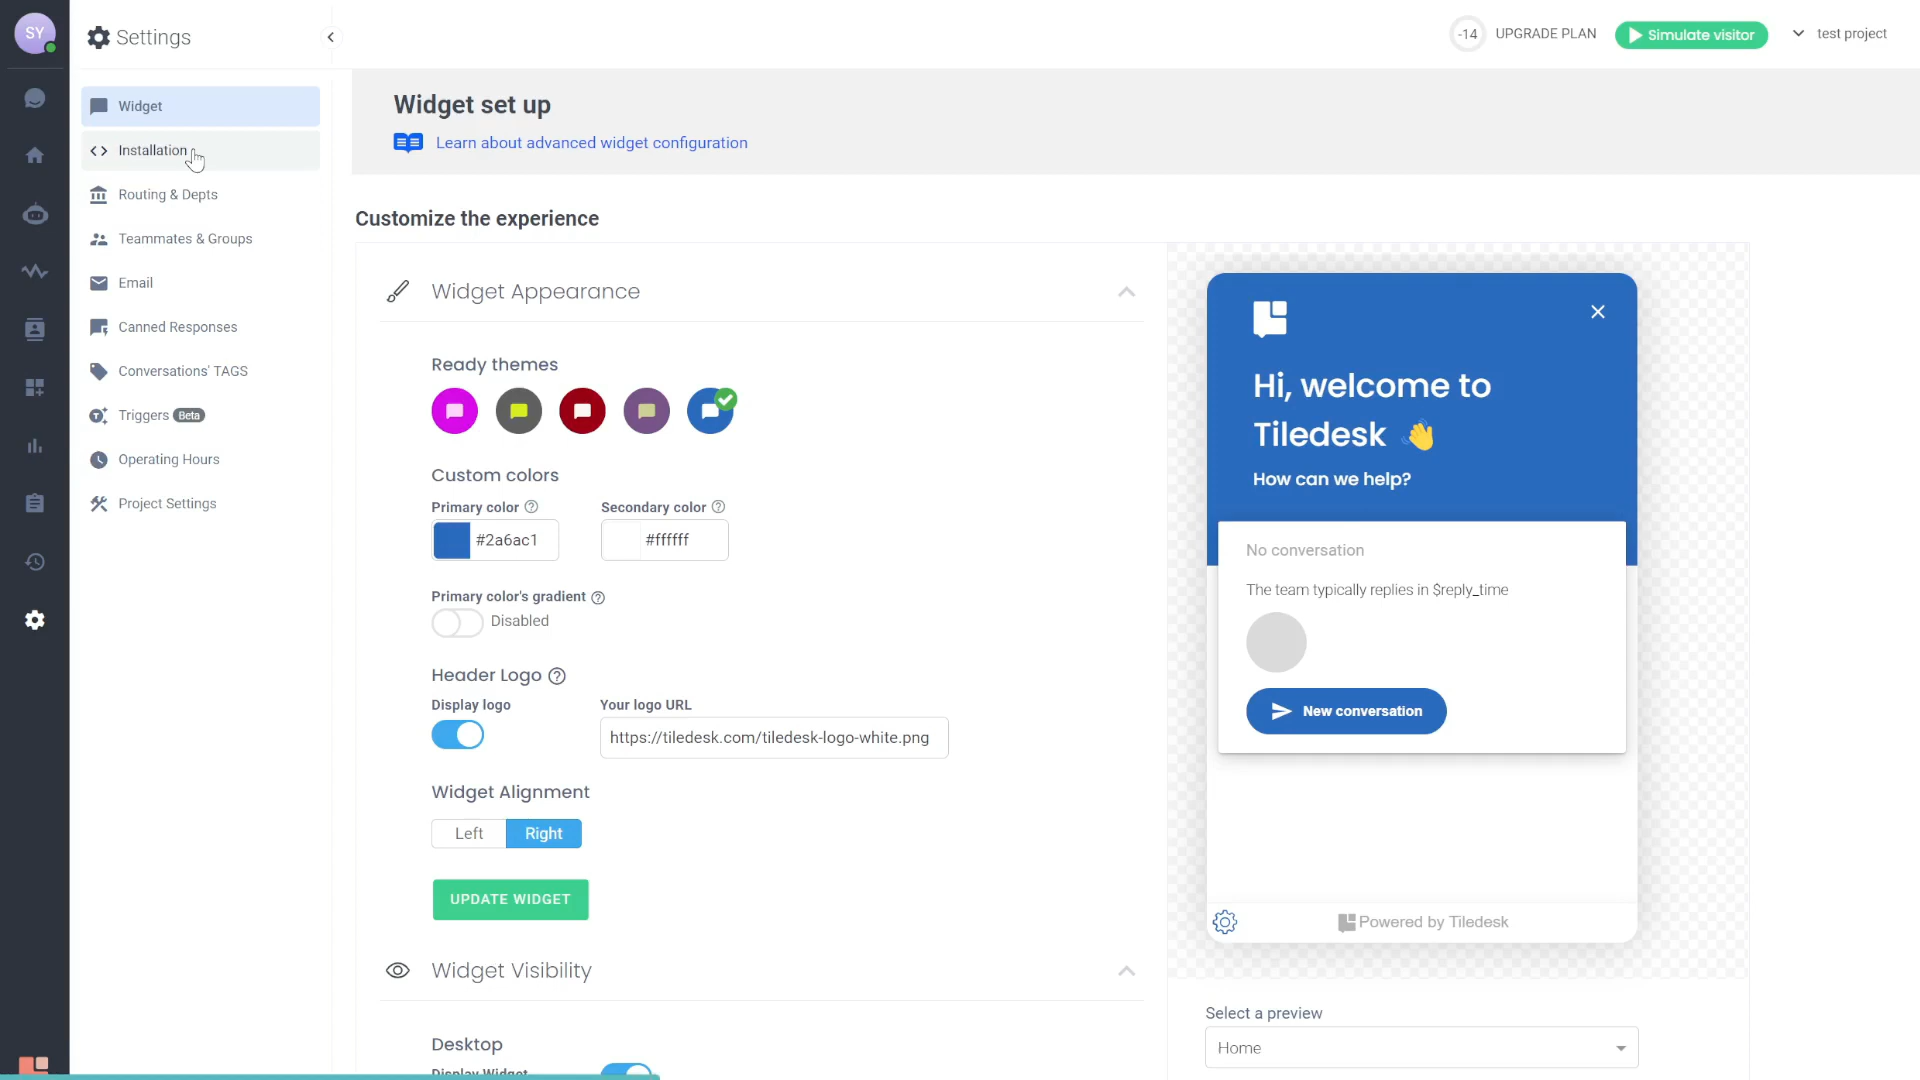 SY
Settings
-14
UPGRADE PLAN
Simulate visitor
test project
Widget
Installation
Routing & Depts
Teammates & Groups
Email
Canned Responses
Conversations' TAGS
Triggers Beta
Operating Hours
Project Settings
Widget set up
Learn about advanced widget configuration
Customize the experience
Widget Appearance
Ready themes
Custom colors
Primary color
Secondary color
#2a6ac1
#ffffff
Primary color's gradient
Disabled
Header Logo
Display logo
Your logo URL
https://tiledesk.com/tiledesk-logo-white.png
Widget Alignment
Left
Right
UPDATE WIDGET
Widget Visibility
Desktop
Display Widget
Hi, welcome to
Tiledesk 👋
How can we help?
No conversation
The team typically replies in $reply_time
New conversation
Powered by Tiledesk
Select a preview
Home